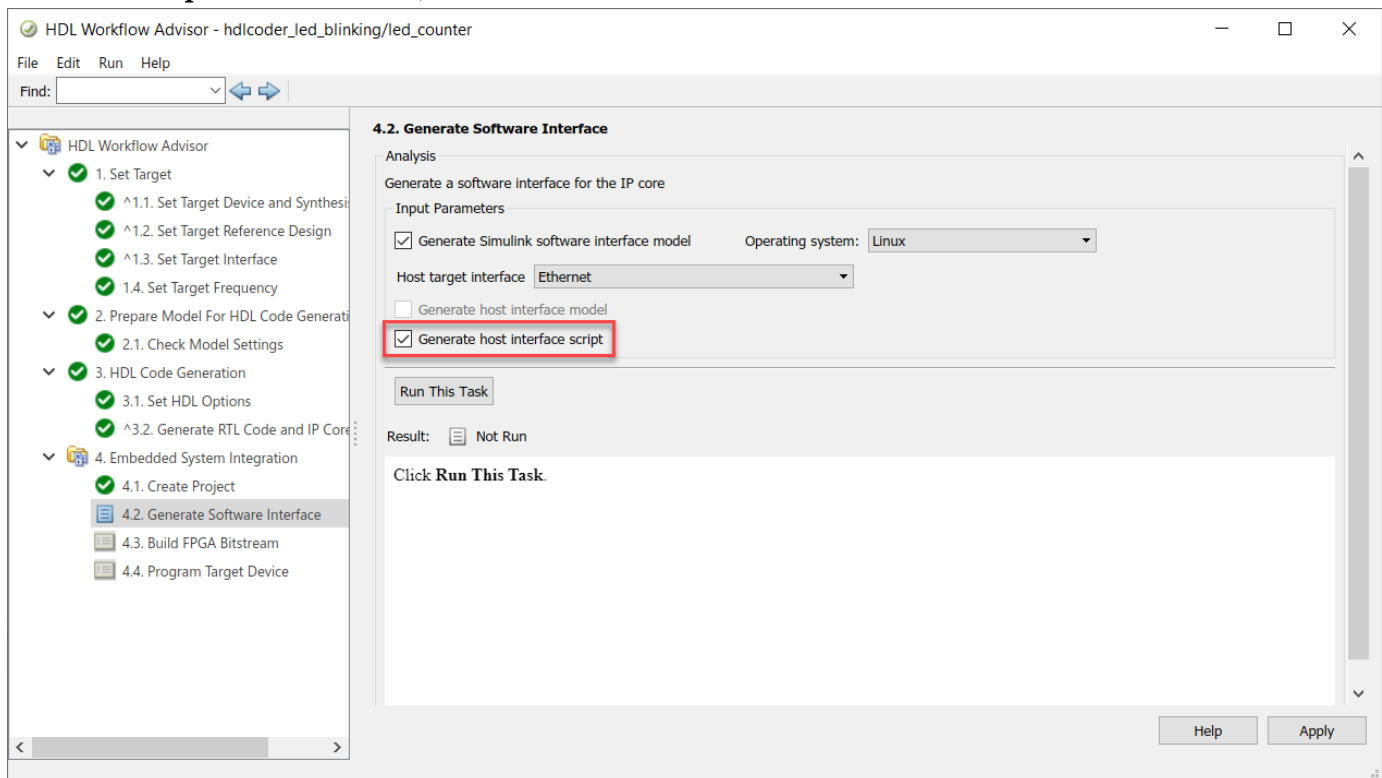 HDL Workflow Advisor - hdlcoder_led_blinking/led_counter
File Edit Run Help
Find:
HDL Workflow Advisor
1. Set Target
^1.1. Set Target Device and Synthesi
^1.2. Set Target Reference Design
^1.3. Set Target Interface
1.4. Set Target Frequency
2. Prepare Model For HDL Code Generati
2.1. Check Model Settings
3. HDL Code Generation
3.1. Set HDL Options
^3.2. Generate RTL Code and IP Core
4. Embedded System Integration
4.1. Create Project
4.2. Generate Software Interface
4.3. Build FPGA Bitstream
4.4. Program Target Device
4.2. Generate Software Interface
Analysis
Generate a software interface for the IP core
Input Parameters
Generate Simulink software interface model Operating system: Linux
Host target interface Ethernet
Generate host interface model
Generate host interface script
Run This Task
Result: Not Run
Click Run This Task.
Help Apply